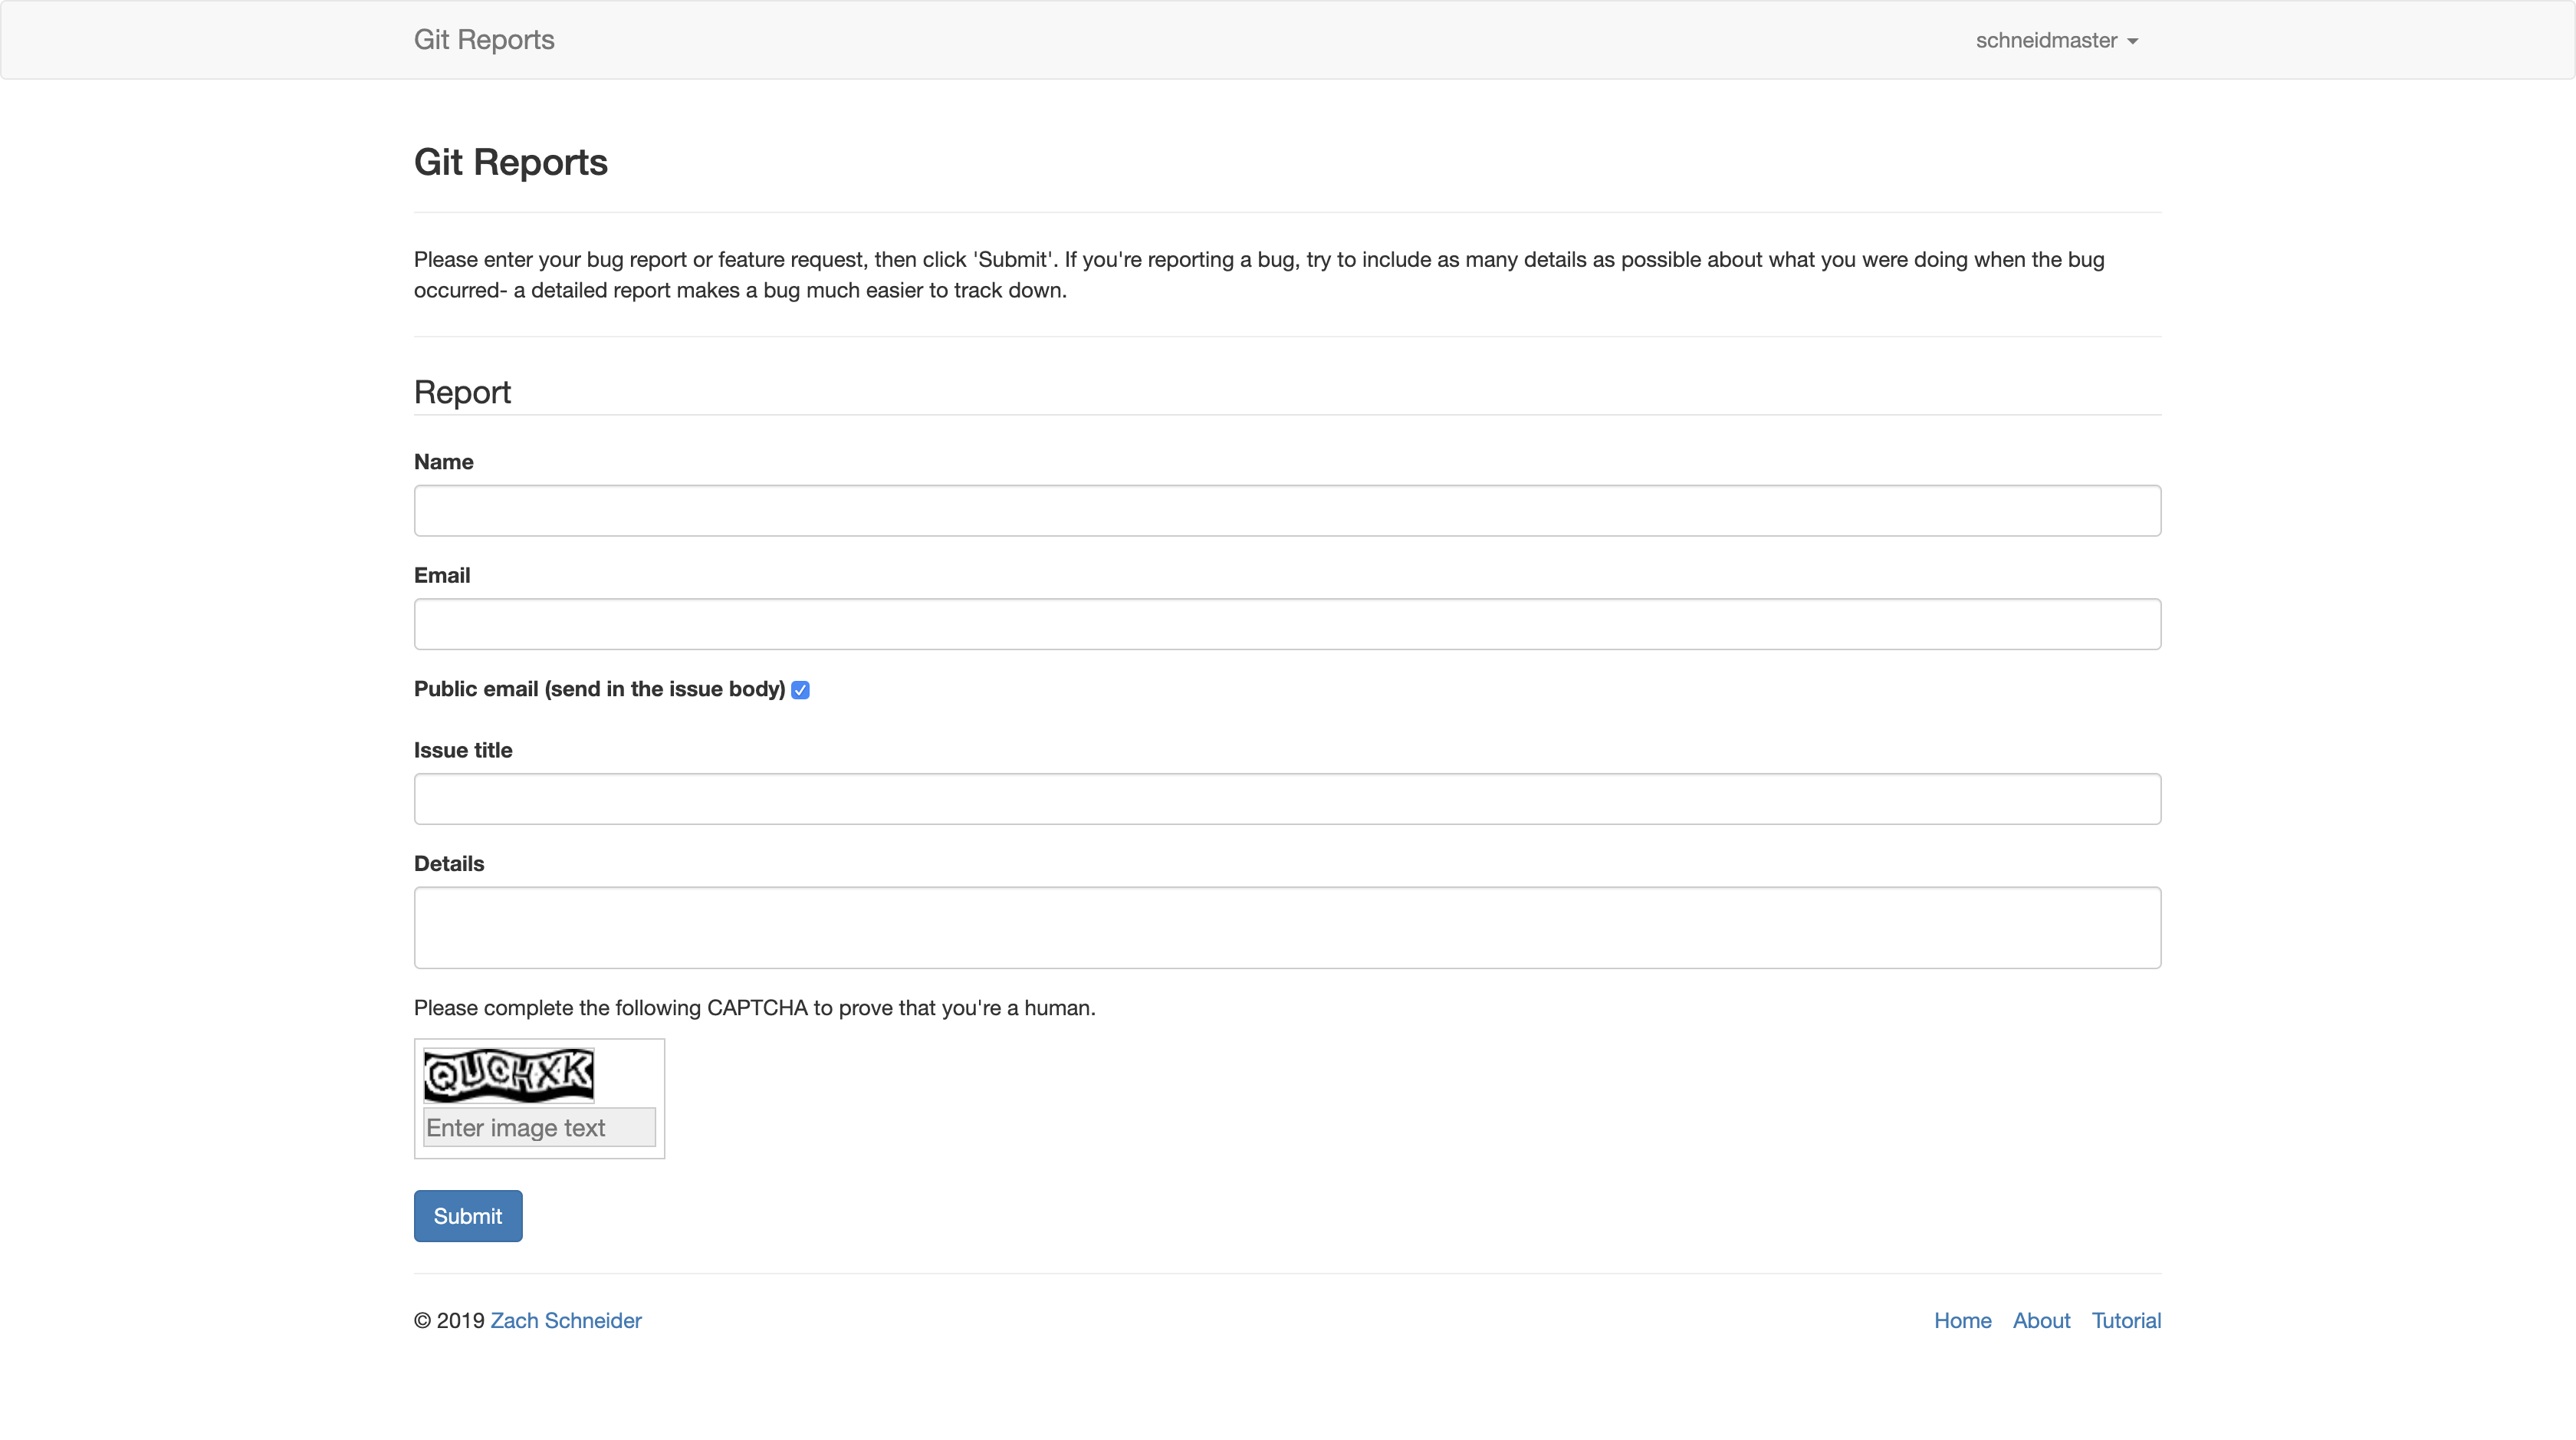 Git Reports
schneidmaster
Git Reports
Please enter your bug report or feature request, then click 'Submit'. If you're reporting a bug, try to include as many details as possible about what you were doing when the bug
occurred- a detailed report makes a bug much easier to track down.
Report
Name
Email
Public email (send in the issue body)
Issue title
Details
Please complete the following CAPTCHA to prove that you're a human.
Enter image text
Submit
© 2019 Zach Schneider
Home About Tutorial